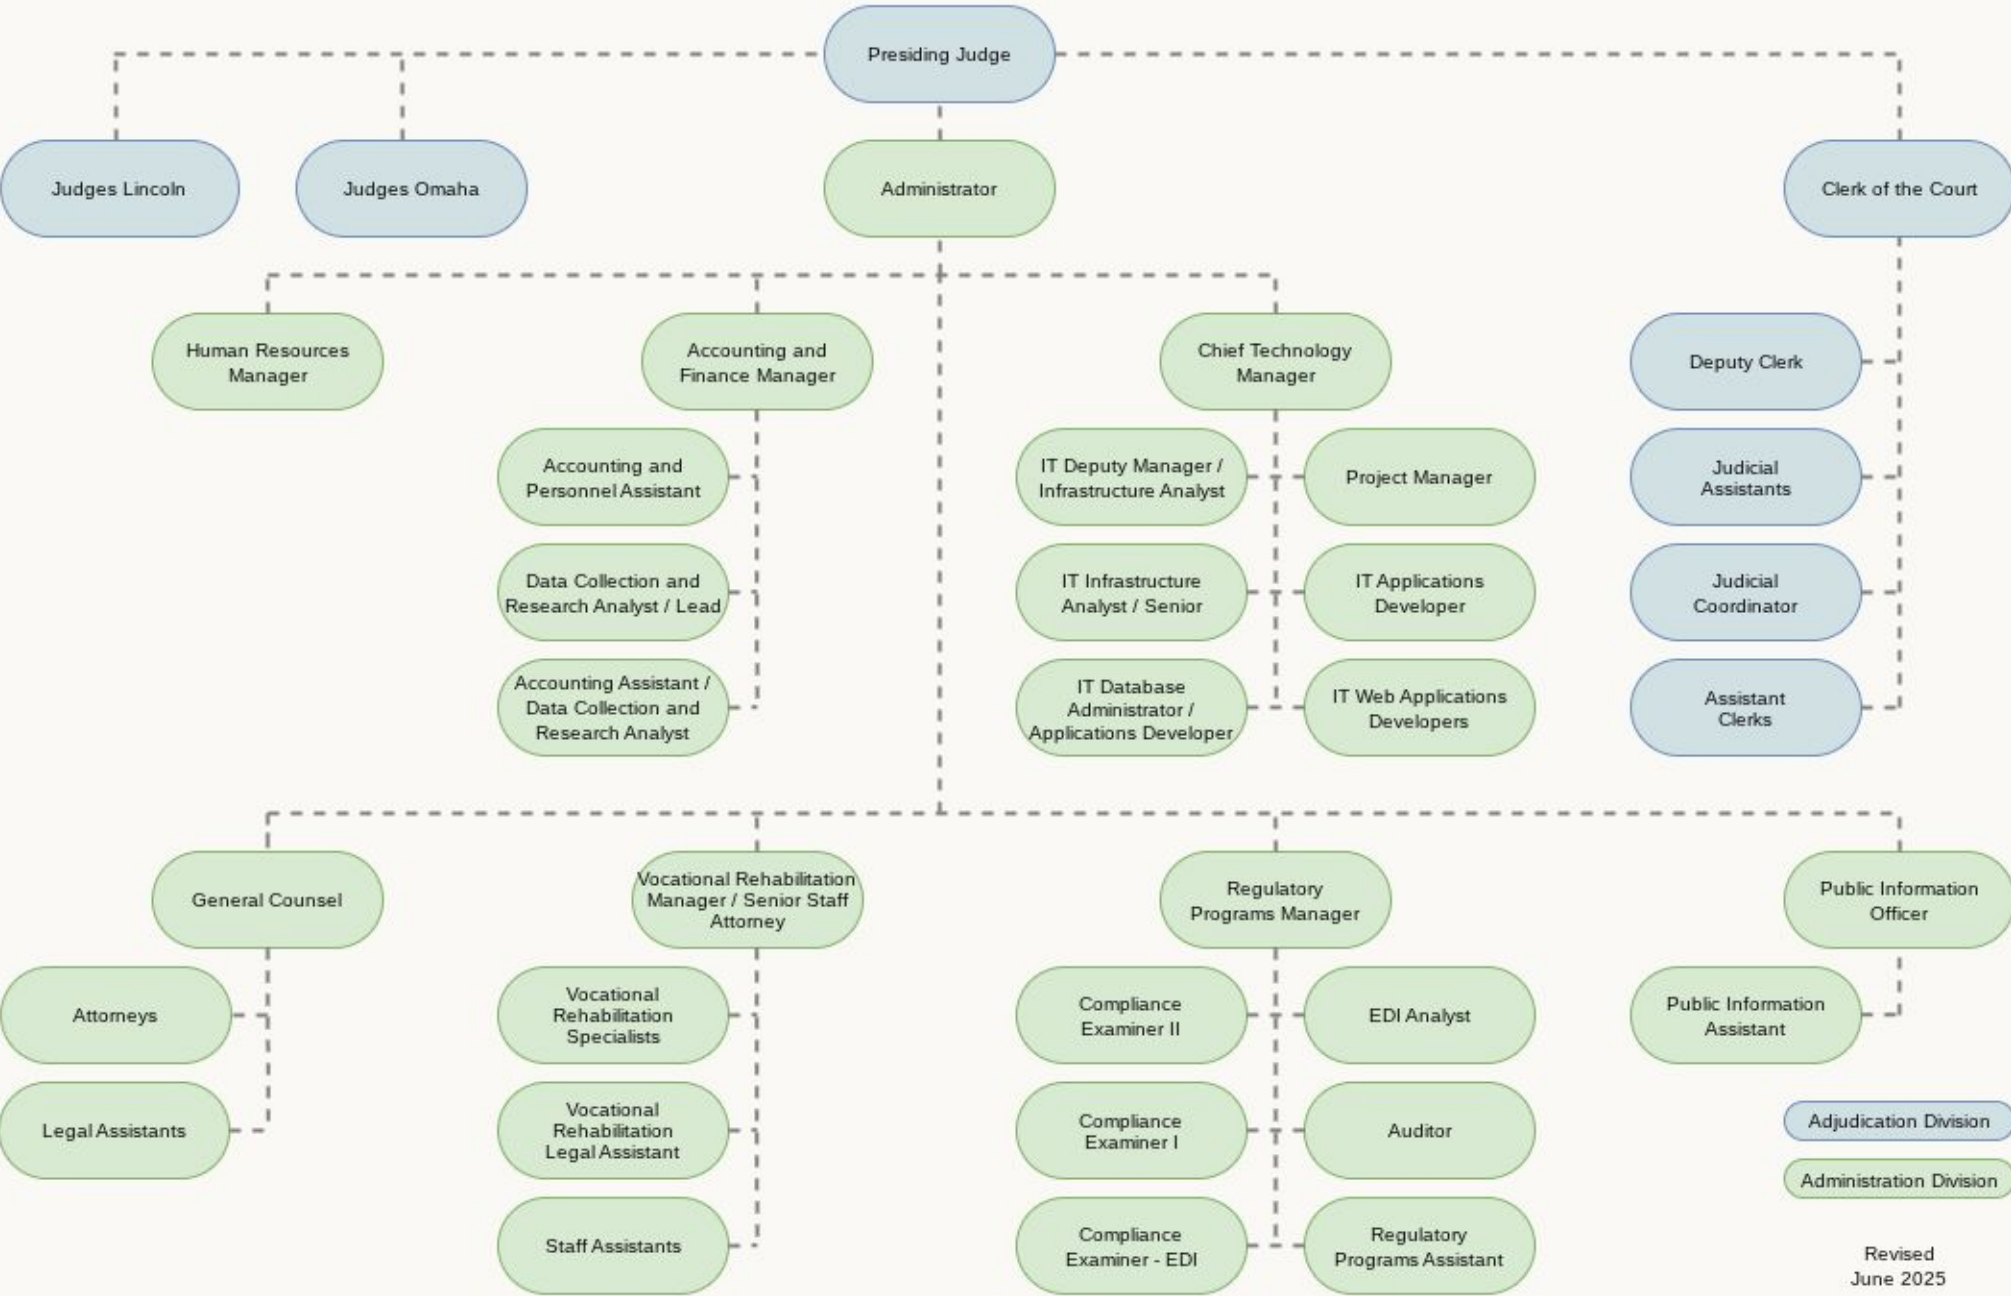 Presiding Judge
Judges Lincoln
Judges Omaha
Administrator
Clerk of the Court
Human Resources
Manager
Accounting and
Finance Manager
Chief Technology
Manager
Deputy Clerk
Accounting and
Personnel Assistant
IT Deputy Manager /
Infrastructure Analyst
Project Manager
Judicial
Assistants
Data Collection and
Research Analyst / Lead
IT Infrastructure
Analyst / Senior
IT Applications
Developer
Judicial
Coordinator
Accounting Assistant /
Data Collection and
Research Analyst
IT Database
Administrator /
Applications Developer
IT Web Applications
Developers
Assistant
Clerks
General Counsel
Vocational Rehabilitation
Manager / Senior Staff
Attorney
Regulatory
Programs Manager
Public Information
Officer
Attorneys
Vocational
Rehabilitation
Specialists
Compliance
Examiner II
EDI Analyst
Public Information
Assistant
Legal Assistants
Vocational
Rehabilitation
Legal Assistant
Compliance
Examiner I
Auditor
Adjudication Division
Administration Division
Staff Assistants
Compliance
Examiner - EDI
Regulatory
Programs Assistant
Revised
June 2025